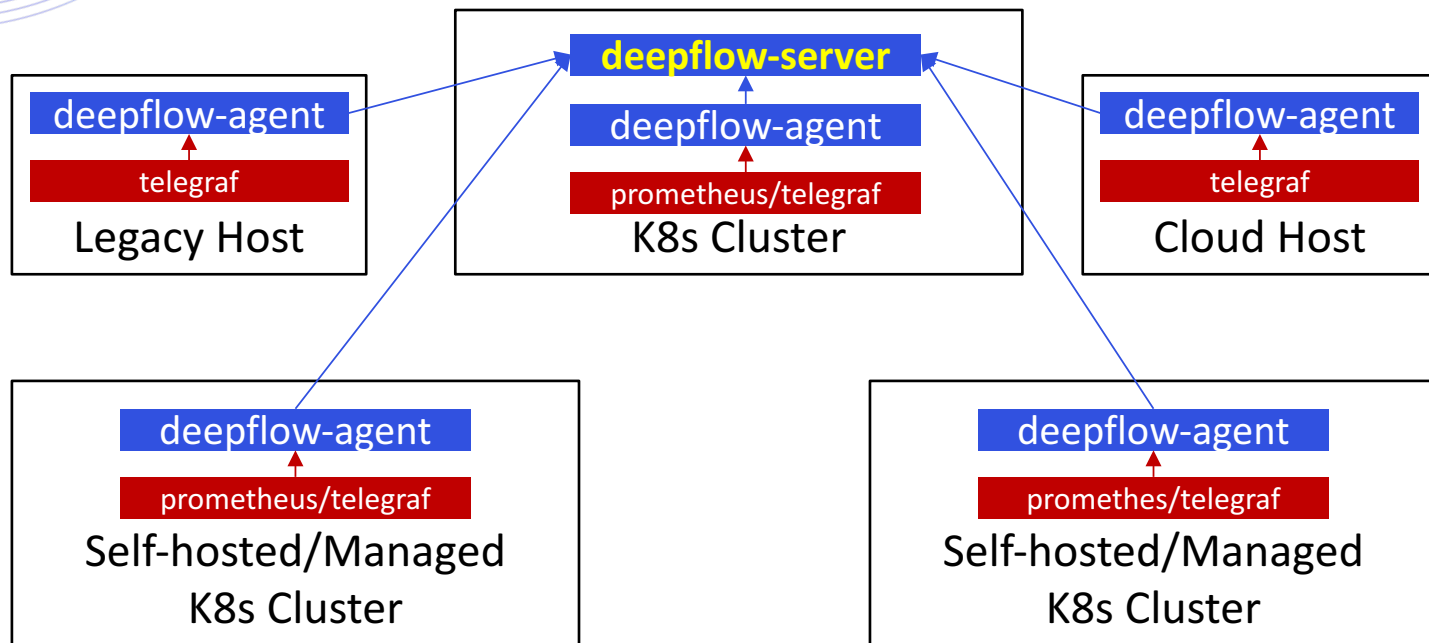 deepflow-server
deepflow-agent
prometheus/telegraf
K8s Cluster
deepflow-agent
telegraf
Legacy Host
deepflow-agent
telegraf
Cloud Host
deepflow-agent
prometheus/telegraf
Self-hosted/Managed
K8s Cluster
deepflow-agent
promethes/telegraf
Self-hosted/Managed
K8s Cluster